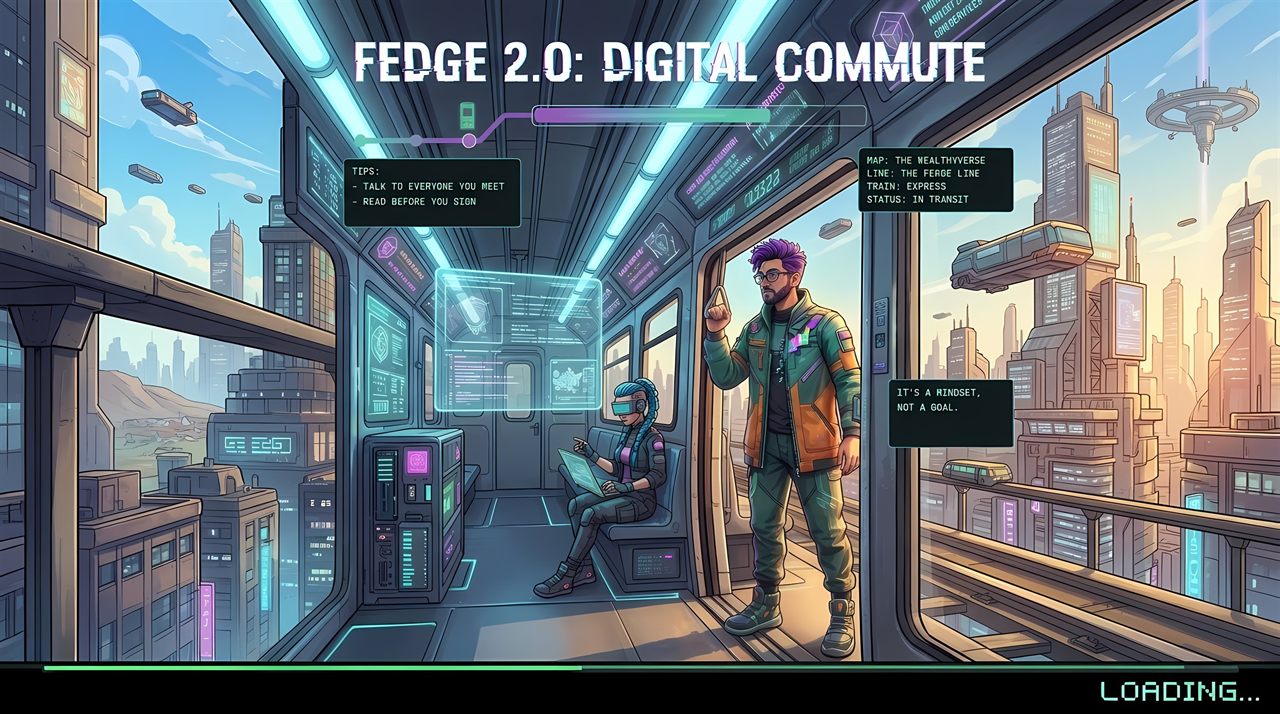 FEDGE 2.0: DIGITAL COMMUTE
TIPS:
- TALK TO EVERYONE YOU MEET
- READ BEFORE YOU SIGN
MAP: THE WEALTHYVERSE
LINE: THE FERGE LINE
TRAIN: EXPRESS
STATUS: IN TRANSIT
IT'S A MINDSET,
NOT A GOAL.
LOADING...